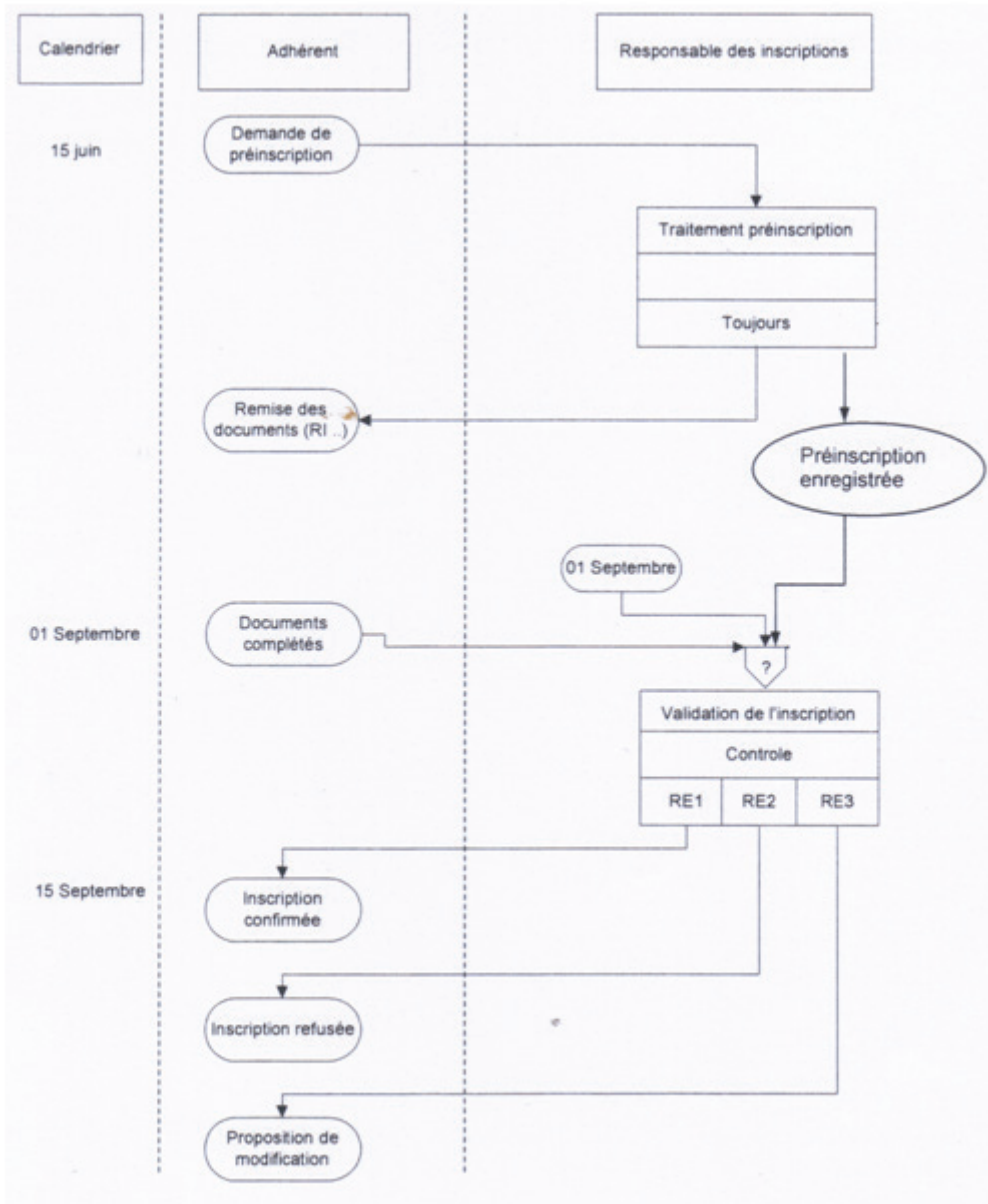 Calendrier
Adhérent
Responsable des inscriptions
15 juin
Demande de
préinscription
Traitement préinscription
Toujours
Remise des
documents (RI ..)
Préinscription
enregistrée
01 Septembre
01 Septembre
Documents
complétés
?
Validation de l'inscription
Controle
RE1
RE2
RE3
15 Septembre
Inscription
confirmée
Inscription refusée
Proposition de
modification